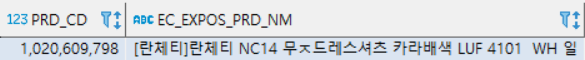 123 PRD_CD ABC EC_EXPOS_PRD_NM
1,020,609,798 [란체티]란체티 NC14 무ㅈ드레스셔츠 카라배색 LUF 4101  WH 일